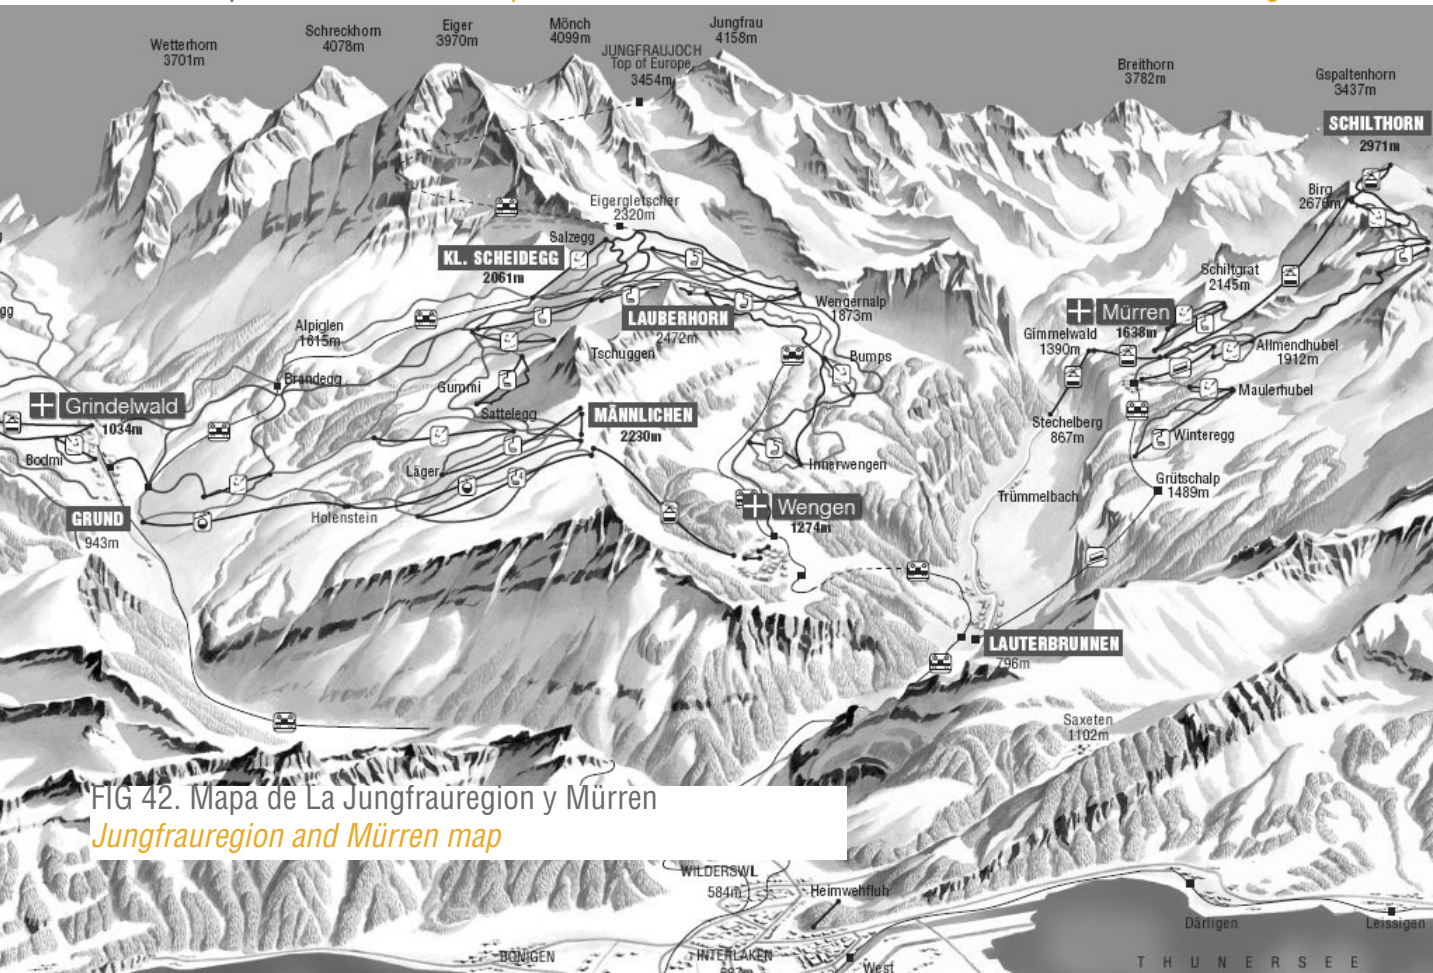 Wetterhorn
3701m
Schreckhorn
4078m
Eiger
3970m
Mönch
4099m
JUNGFRAUJOCH
Top of Europe
3454m
Jungfrau
4158m
Breithorn
3782m
Gspaltenhorn
3437m
SCHILTHORN
2971m
Birg
2676m
Eigergletscher
2320m
Salzegg
KL. SCHEIDEGG
2061m
LAUBERHORN
2472m
Wengernalp
1873m
Schiltgrat
2145m
Mürren
1638m
Gimmelwald
1390m
Allmendhubel
1912m
Alpiglen
1615m
Tschuggen
Bumps
Brandegg
Gummi
Maulerhubel
Grindelwald
1034m
Sattelegg
MÄNNLICHEN
2230m
Stechelberg
867m
Winteregg
Bodmi
Läger
Innerwengen
Grütschalp
1489m
Trümmelbach
Wengen
1274m
Holenstein
GRUND
943m
LAUTERBRUNNEN
796m
Saxeten
1102m
FIG 42. Mapa de La Jungfrauregion y Mürren
Jungfrauregion and Mürren map
WILDERSWIL
584m
Heimwehfluh
Därligen
Leissigen
BÖNIGEN
INTERLAKEN
West
THUNERSEE